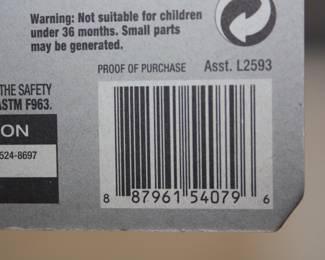 Warning: Not suitable for children
under 36 months. Small parts
may be generated.
PROOF OF PURCHASE Asst. L2593
THE SAFETY
ASTM F963.
ON
524-8697
8 87961 54079 6